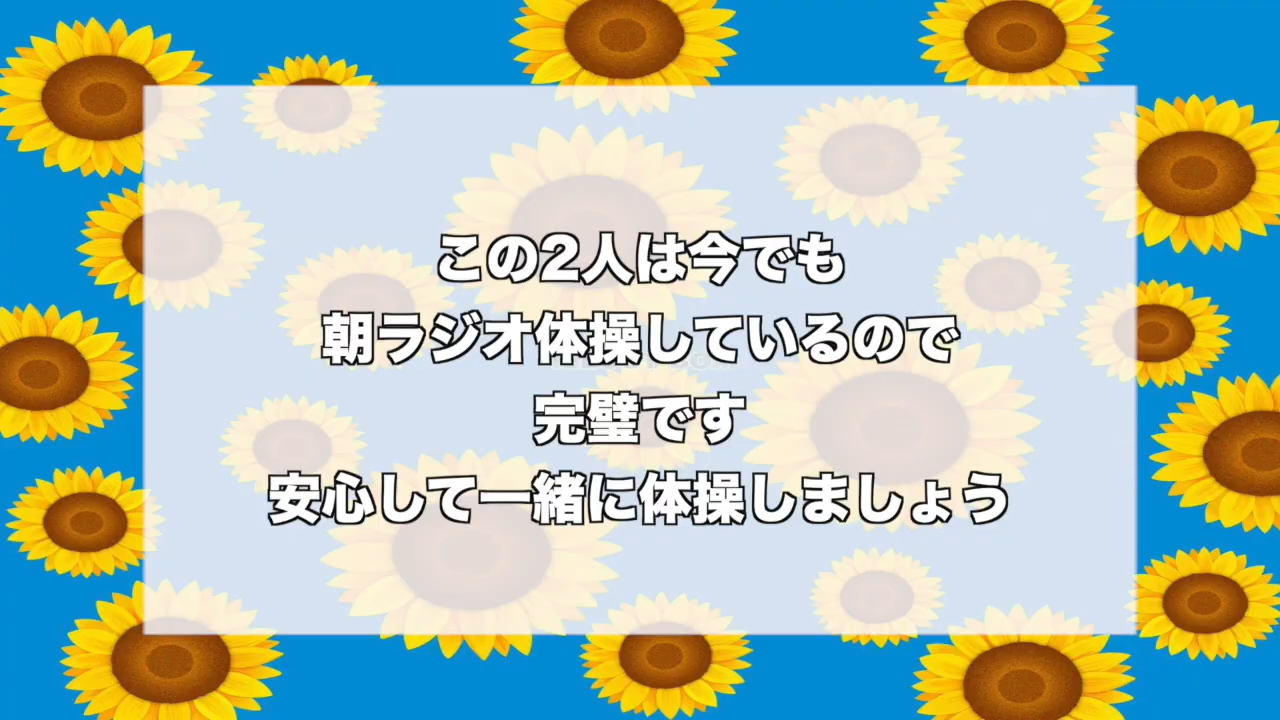 この2人は今でも
朝ラジオ体操しているので
完璧です
安心して一緒に体操しましょう